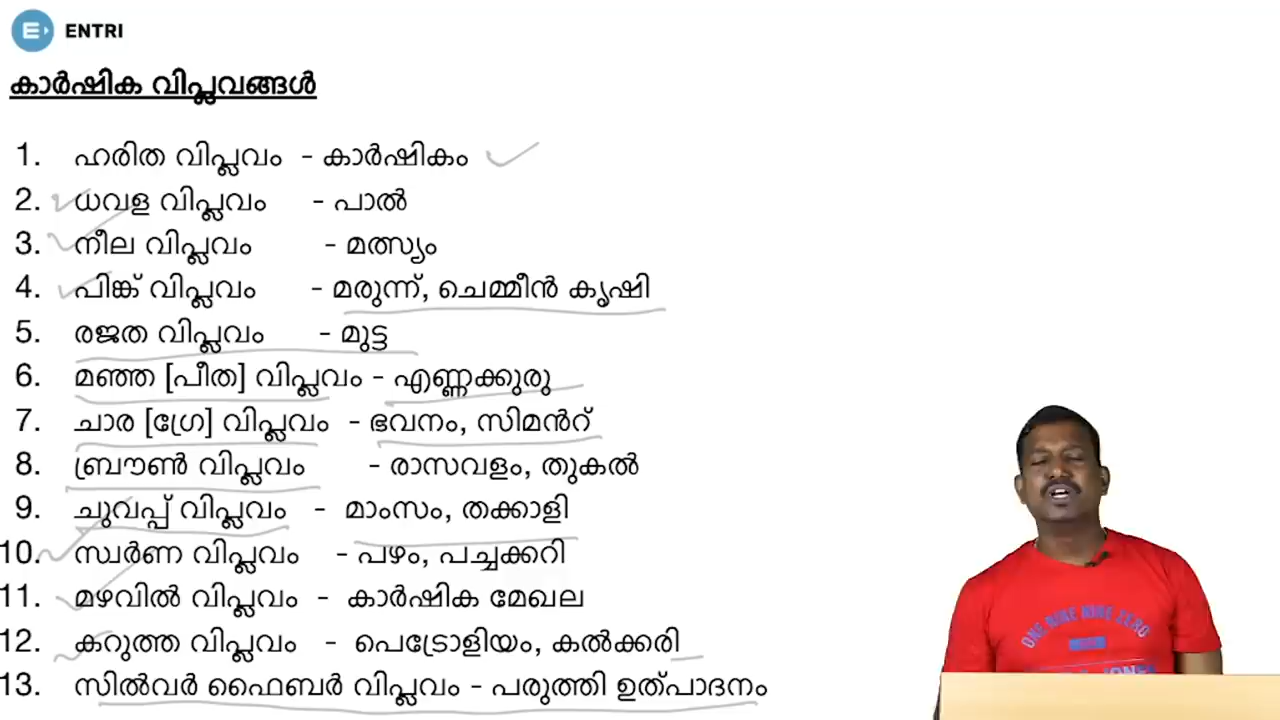 ENTRI
കാർഷിക വിപ്ലവങ്ങൾ
1. ഹരിത വിപ്ലവം - കാർഷികം
2. ധവള വിപ്ലവം - പാൽ
3. നീല വിപ്ലവം - മത്സ്യം
4. പിങ്ക് വിപ്ലവം - മരുന്ന്, ചെമ്മീൻ കൃഷി
5. രജത വിപ്ലവം - മുട്ട
6. മഞ്ഞ [പീത] വിപ്ലവം - എണ്ണക്കുരു
7. ചാര [ഗ്രേ] വിപ്ലവം - ഭവനം, സിമൻറ്
8. ബ്രൗൺ വിപ്ലവം - രാസവളം, തുകൽ
9. ചുവപ്പ് വിപ്ലവം - മാംസം, തക്കാളി
10. സ്വർണ വിപ്ലവം - പഴം, പച്ചക്കറി
11. മഴവിൽ വിപ്ലവം - കാർഷിക മേഖല
12. കറുത്ത വിപ്ലവം - പെട്രോളിയം, കൽക്കരി
13. സിൽവർ ഫൈബർ വിപ്ലവം - പരുത്തി ഉത്പാദനം
ONE NINE NINE ZERO